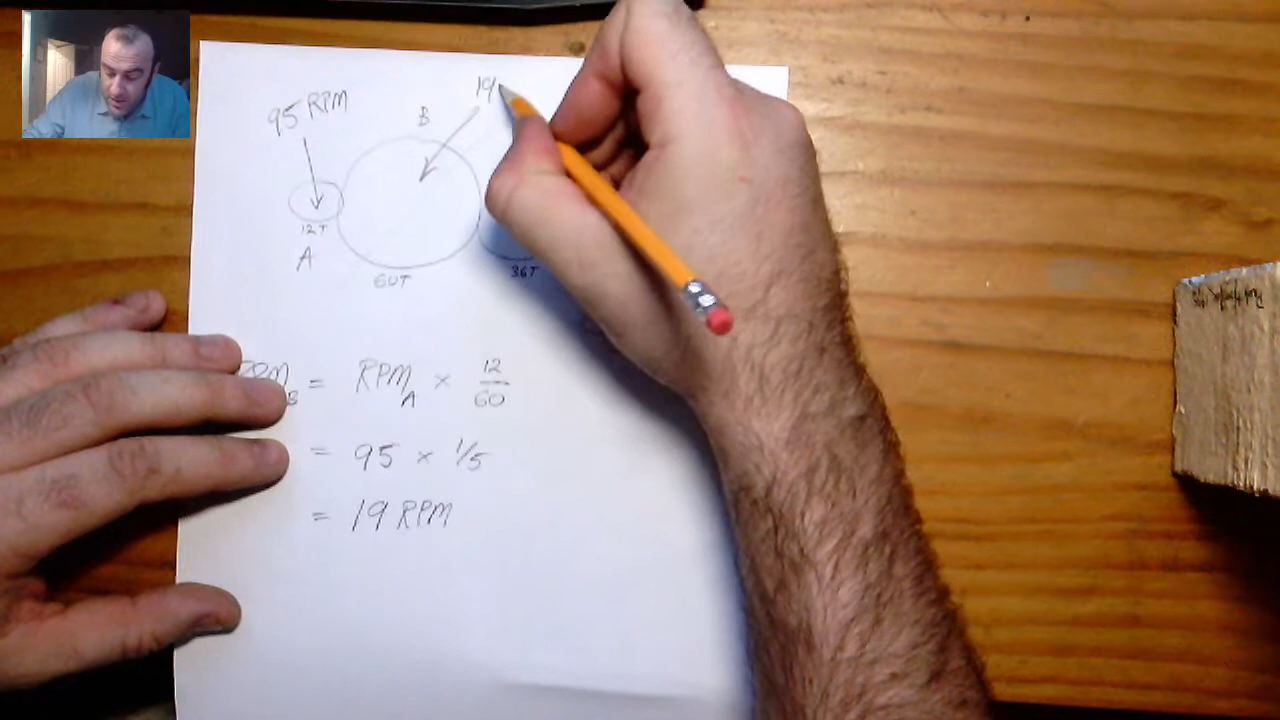 95 RPM
B
19
12T
A
60T
36T
RPM B = RPM A × 12/60
= 95 × 1/5
= 19 RPM